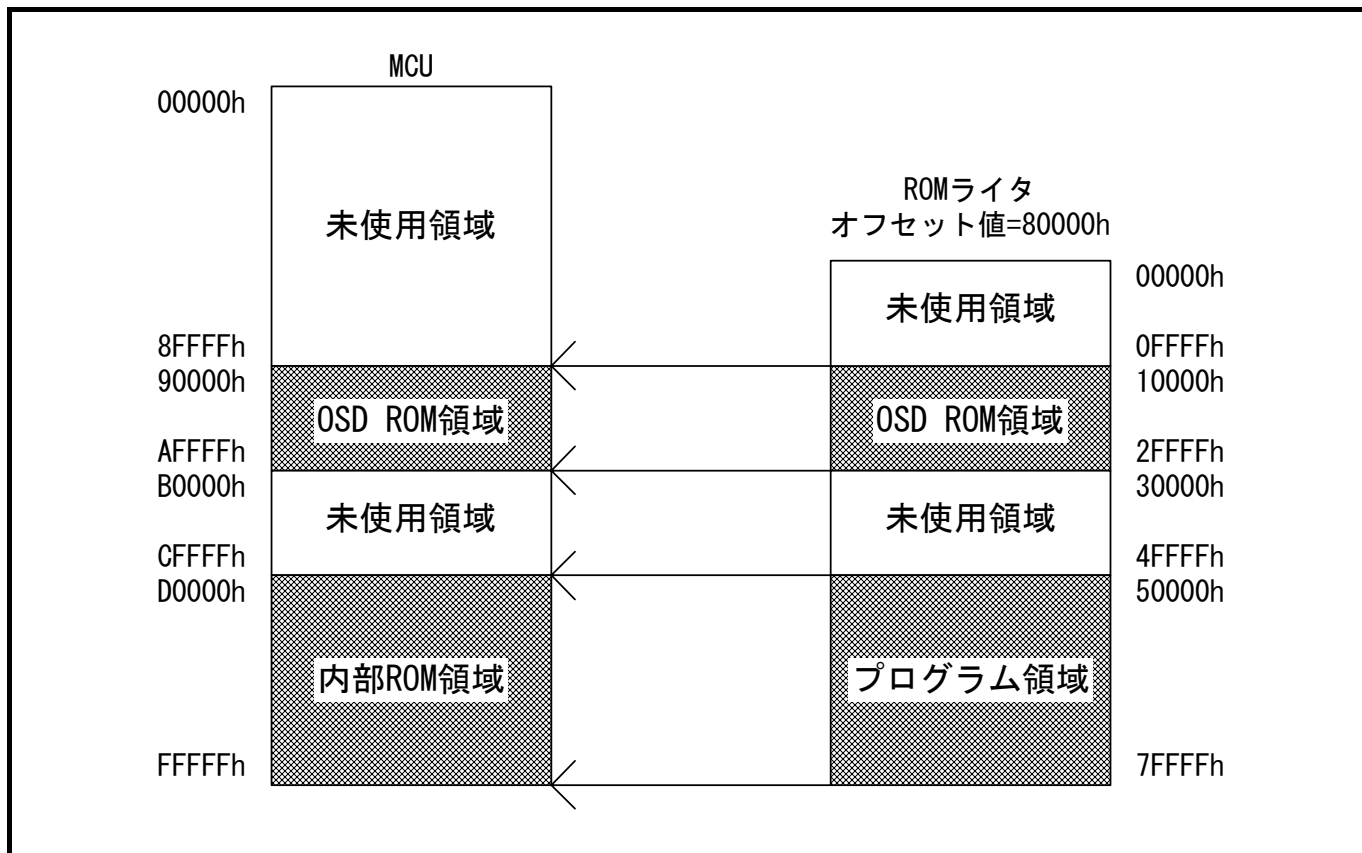 MCU
00000h
未使用領域
8FFFFh
90000h
OSD ROM領域
AFFFFh
B0000h
未使用領域
CFFFFh
D0000h
内部ROM領域
FFFFFh
ROMライタ
オフセット値=80000h
00000h
未使用領域
0FFFFh
10000h
OSD ROM領域
2FFFFh
30000h
未使用領域
4FFFFh
50000h
プログラム領域
7FFFFh